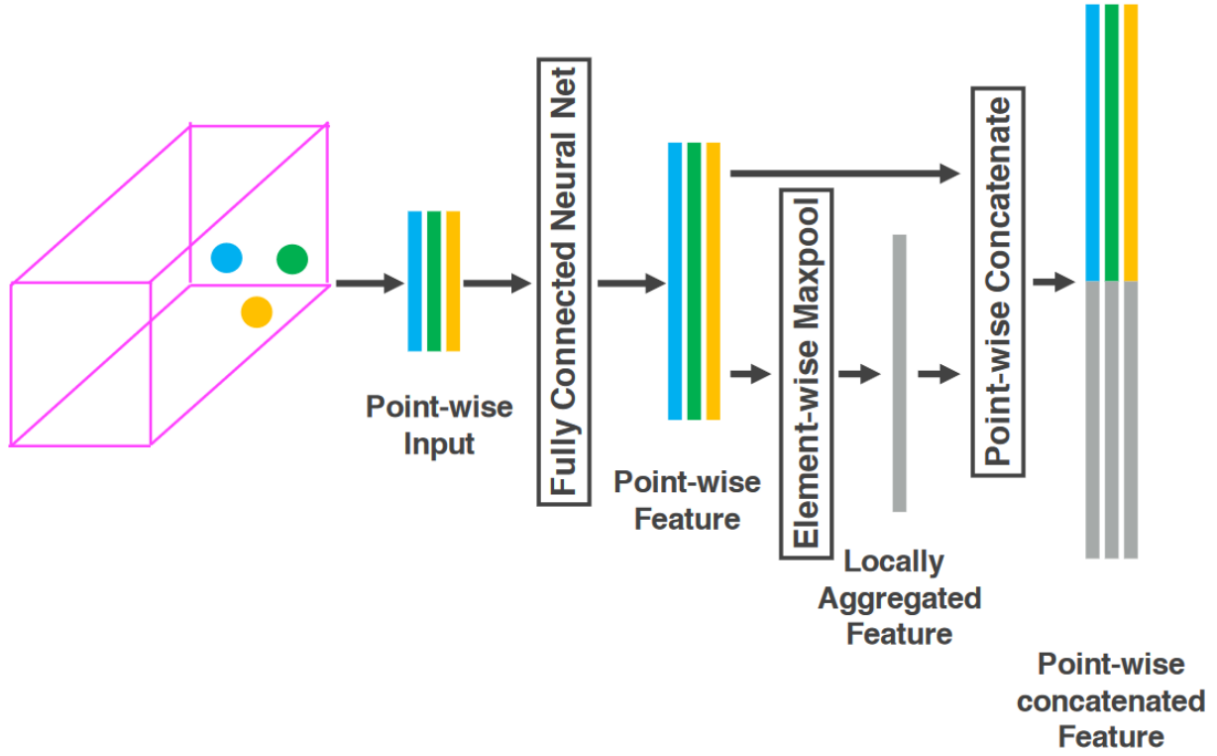 Point-wise
Input
Fully Connected Neural Net
Point-wise
Feature
Element-wise Maxpool
Locally
Aggregated
Feature
Point-wise Concatenate
Point-wise
concatenated
Feature